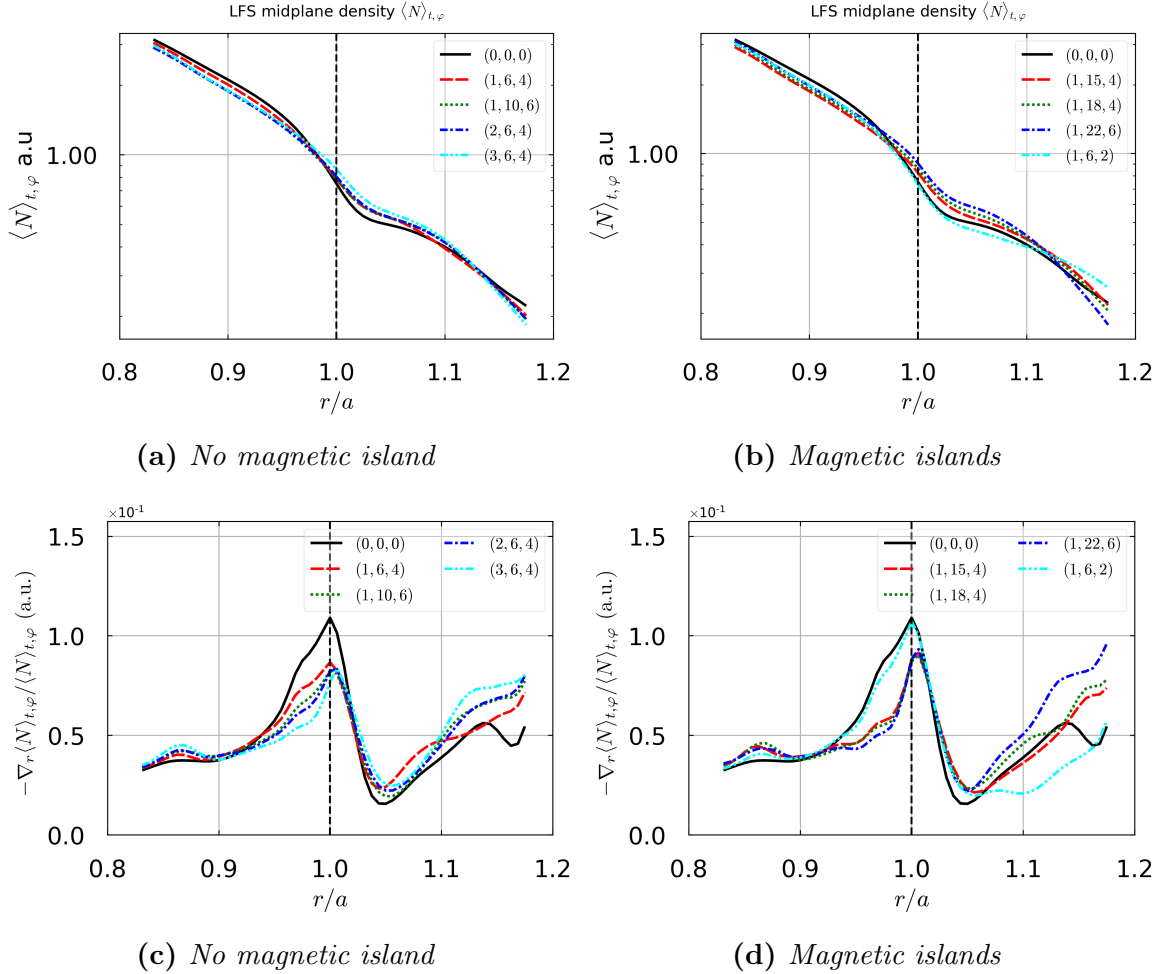 LFS midplane density ⟨N⟩t,φ
⟨N⟩t,φ a.u
1.00
(0, 0, 0)
(1, 6, 4)
(1, 10, 6)
(2, 6, 4)
(3, 6, 4)
0.8 0.9 1.0 1.1 1.2
r/a
(a) No magnetic island
LFS midplane density ⟨N⟩t,φ
⟨N⟩t,φ a.u
1.00
(0, 0, 0)
(1, 15, 4)
(1, 18, 4)
(1, 22, 6)
(1, 6, 2)
0.8 0.9 1.0 1.1 1.2
r/a
(b) Magnetic islands
×10⁻¹
−∇r⟨N⟩t,φ/⟨N⟩t,φ (a.u.)
1.5
1.0
0.5
0.0
(0, 0, 0)
(1, 6, 4)
(1, 10, 6)
(2, 6, 4)
(3, 6, 4)
0.8 0.9 1.0 1.1 1.2
r/a
(c) No magnetic island
×10⁻¹
−∇r⟨N⟩t,φ/⟨N⟩t,φ (a.u.)
1.5
1.0
0.5
0.0
(0, 0, 0)
(1, 15, 4)
(1, 18, 4)
(1, 22, 6)
(1, 6, 2)
0.8 0.9 1.0 1.1 1.2
r/a
(d) Magnetic islands